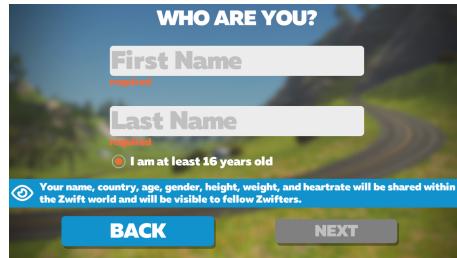 WHO ARE YOU?
First Name
required
Last Name
required
I am at least 16 years old
Your name, country, age, gender, height, weight, and heartrate will be shared within
the Zwift world and will be visible to fellow Zwifters.
BACK
NEXT